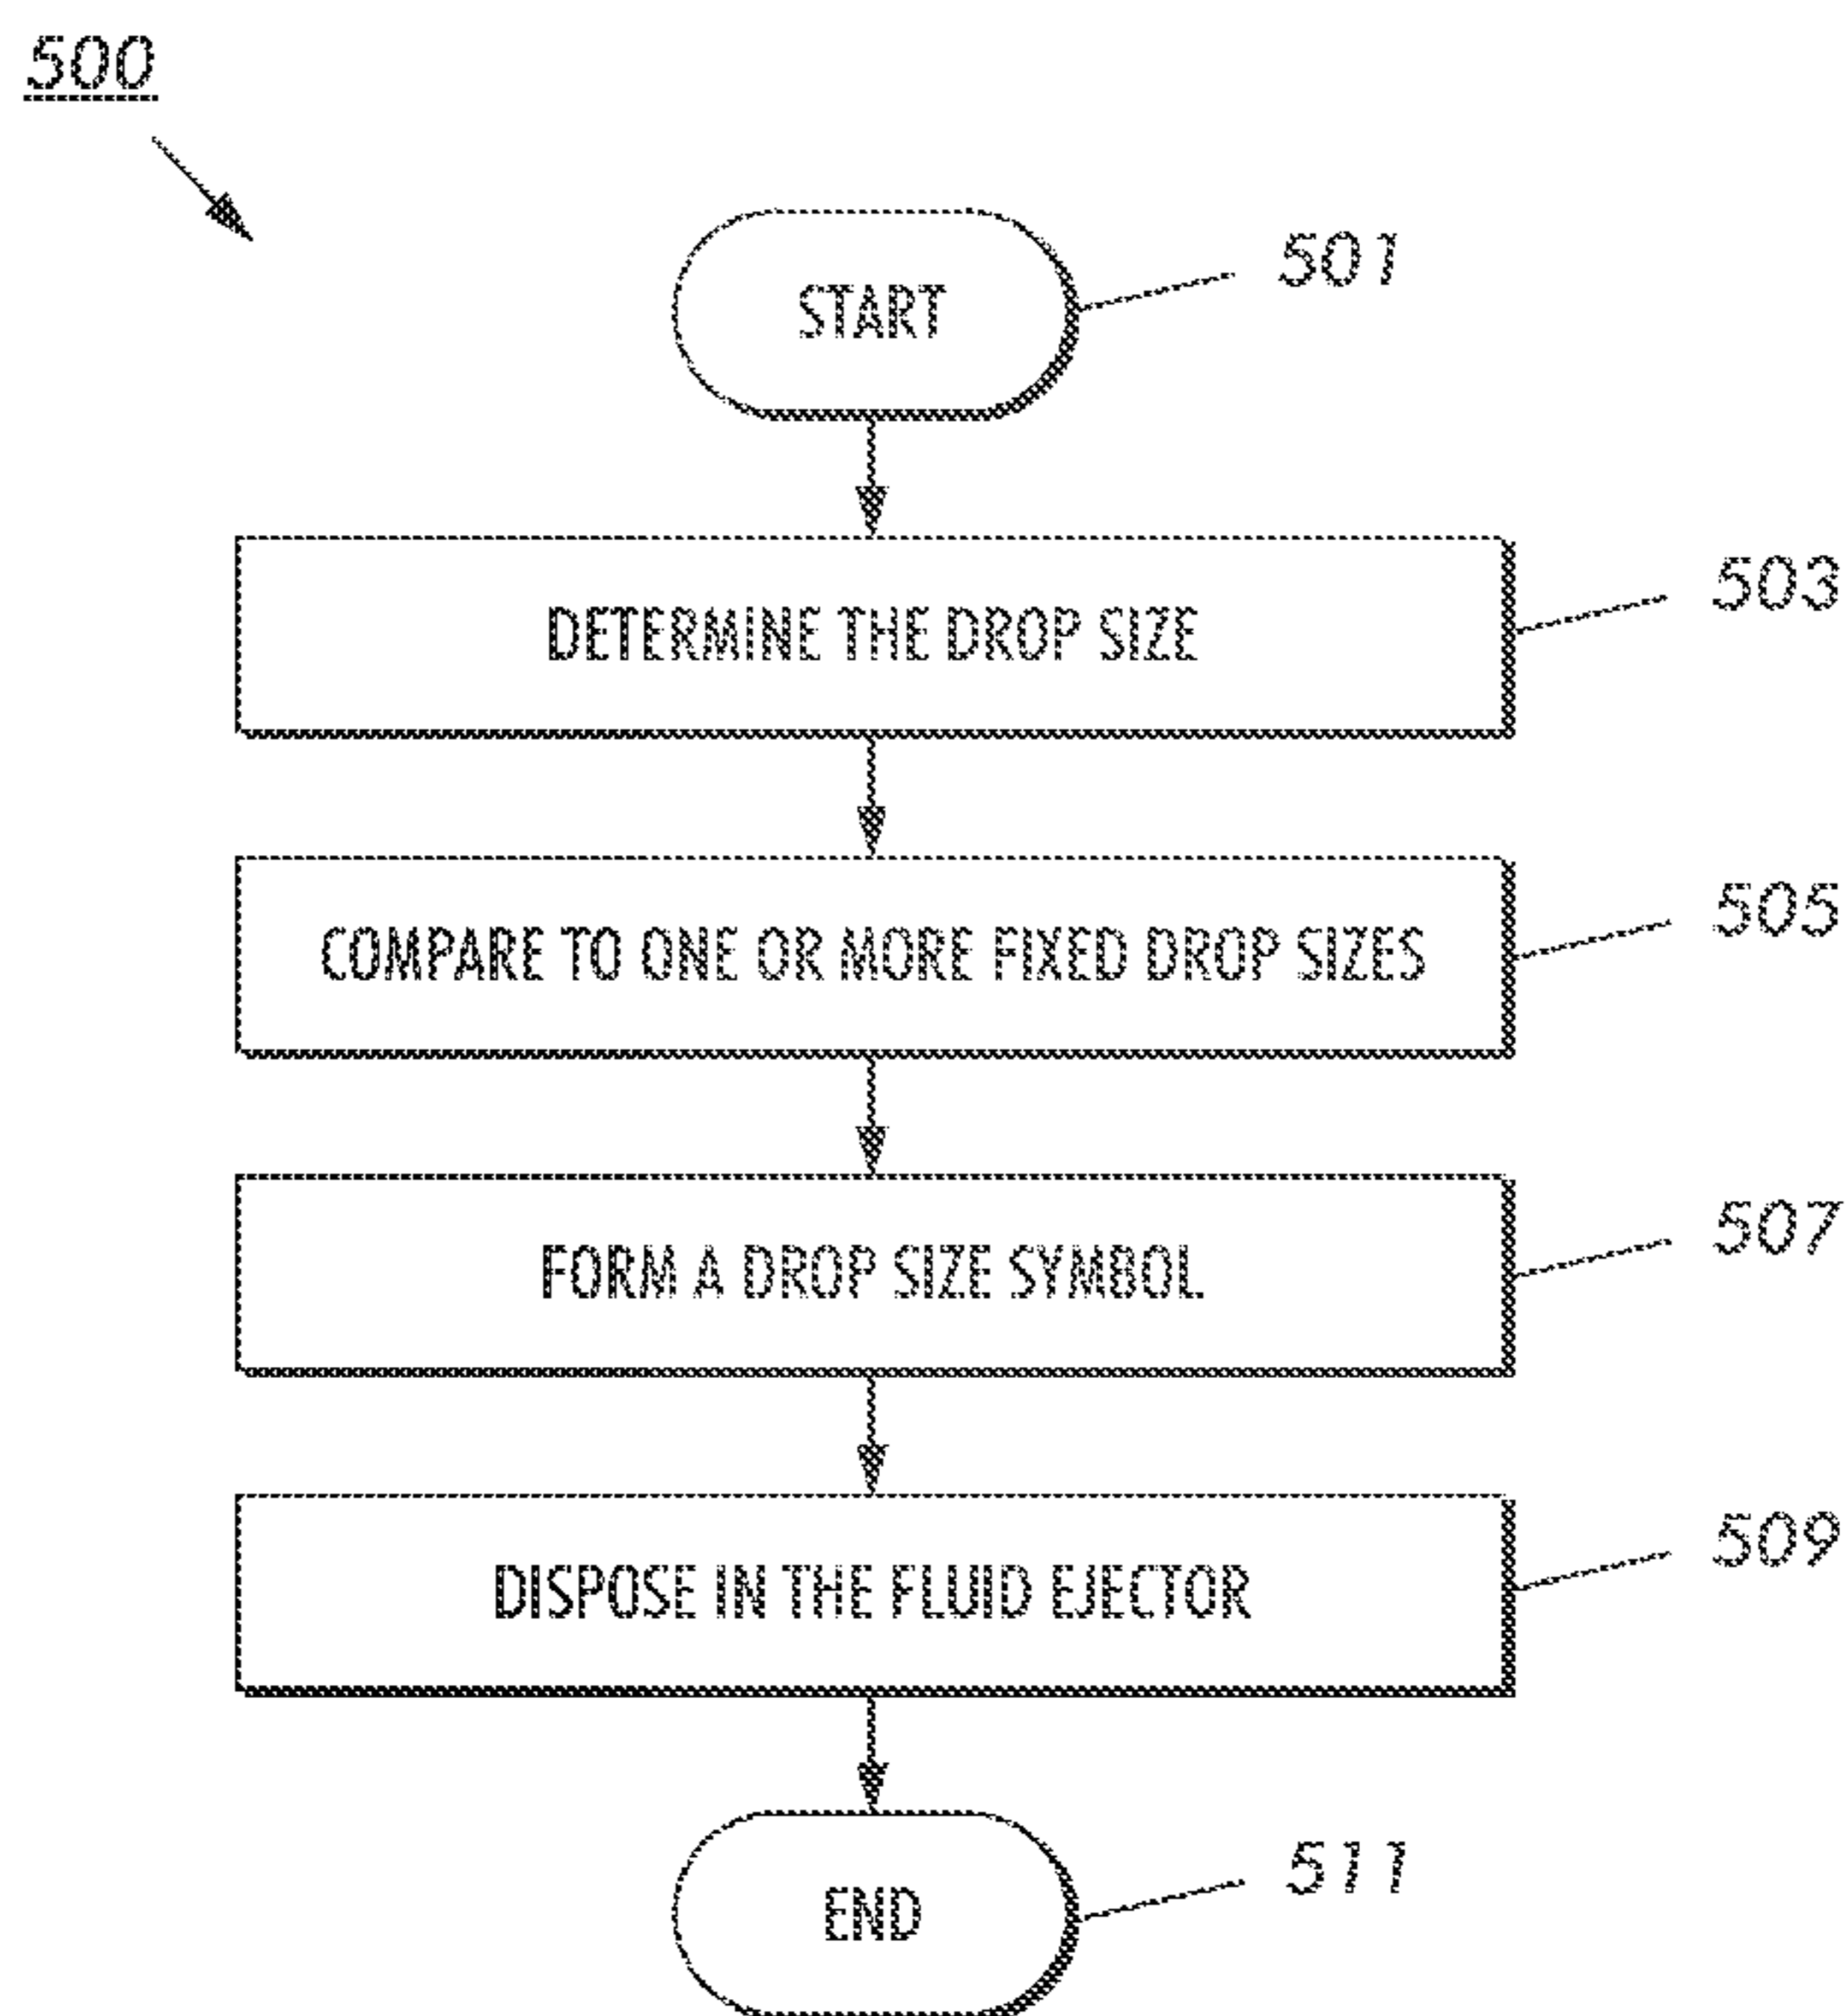 500
START
501
DETERMINE THE DROP SIZE
503
COMPARE TO ONE OR MORE FIXED DROP SIZES
505
FORM A DROP SIZE SYMBOL
507
DISPOSE IN THE FLUID EJECTOR
509
END
511